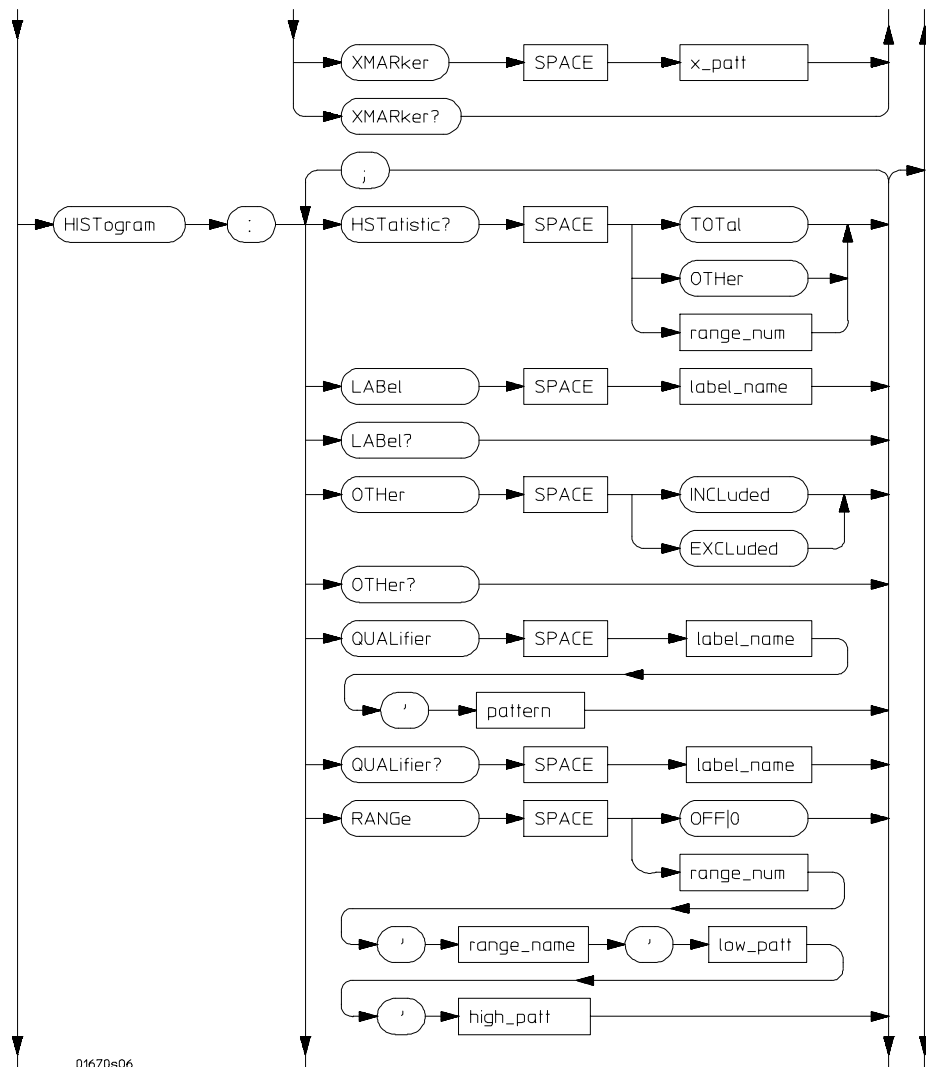 XMARker SPACE x_patt
XMARker?
;
HISTogram : HSTatistic? SPACE TOTal
OTHer
range_num
LABel SPACE label_name
LABel?
OTHer SPACE INCLuded
EXCLuded
OTHer?
QUALifier SPACE label_name
, pattern
QUALifier? SPACE label_name
RANGe SPACE OFF|0
range_num
, range_name , low_patt
, high_patt
01670s06